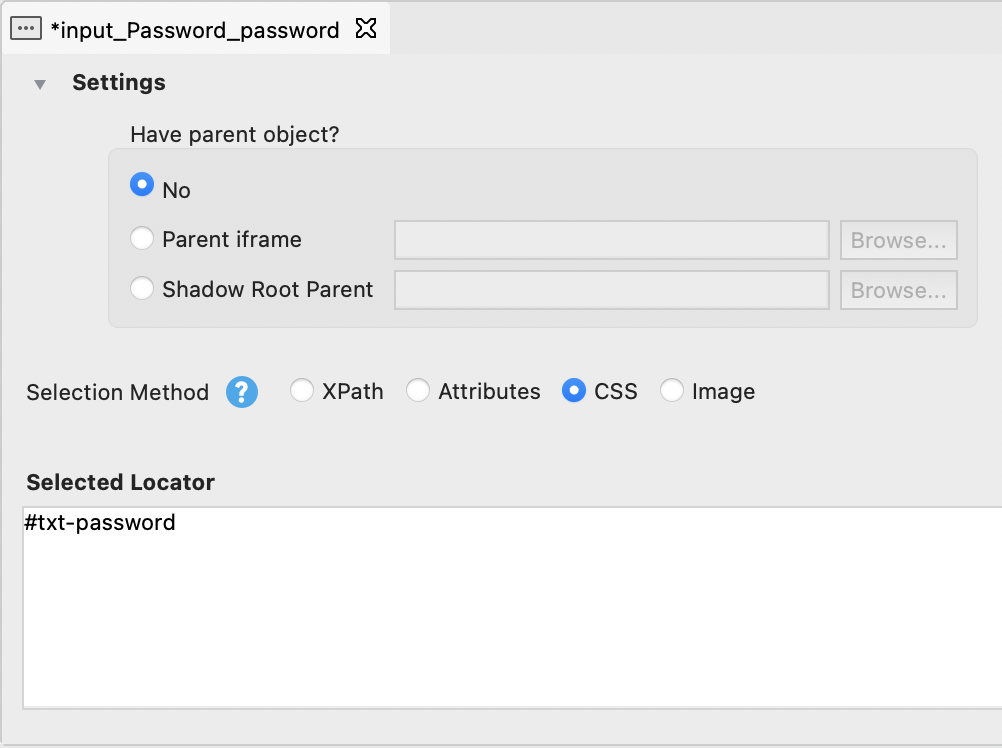 *input_Password_password
Settings
Have parent object?
No
Parent iframe
Browse...
Shadow Root Parent
Browse...
Selection Method ? XPath Attributes CSS Image
Selected Locator
#txt-password